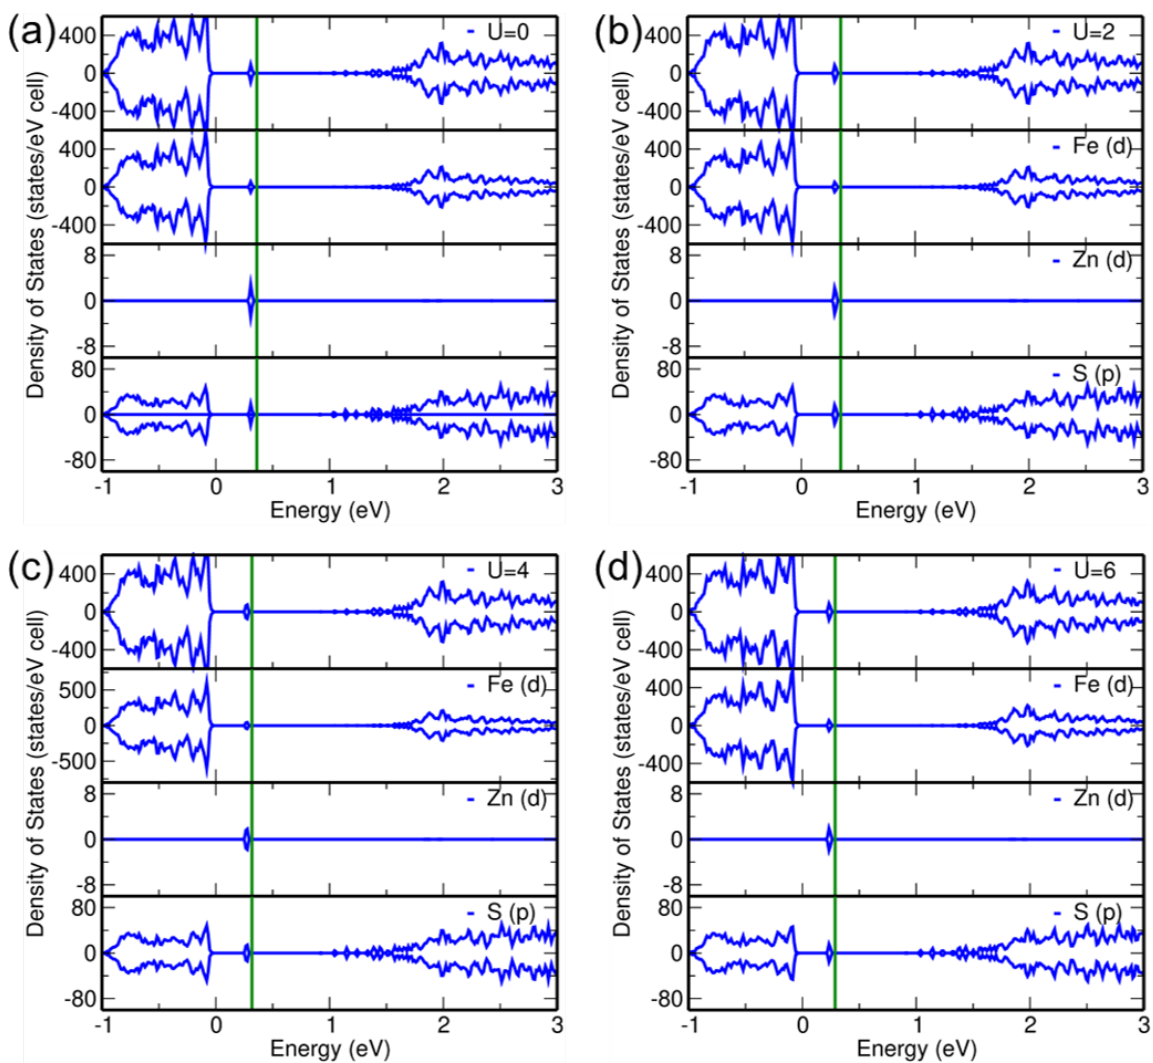 (a)
Density of States (states/eV cell)
400
0
-400
U=0
400
0
-400
8
0
-8
80
0
-80
S (p)
-1 0 1 2 3
Energy (eV)
(b)
Density of States (states/eV cell)
400
0
-400
U=2
400
0
-400
Fe (d)
8
0
-8
Zn (d)
80
0
-80
S (p)
-1 0 1 2 3
Energy (eV)
(c)
Density of States (states/eV cell)
400
0
-400
U=4
500
0
-500
Fe (d)
8
0
-8
Zn (d)
80
0
-80
S (p)
-1 0 1 2 3
Energy (eV)
(d)
Density of States (states/eV cell)
400
0
-400
U=6
400
0
-400
Fe (d)
8
0
-8
Zn (d)
80
0
-80
S (p)
-1 0 1 2 3
Energy (eV)